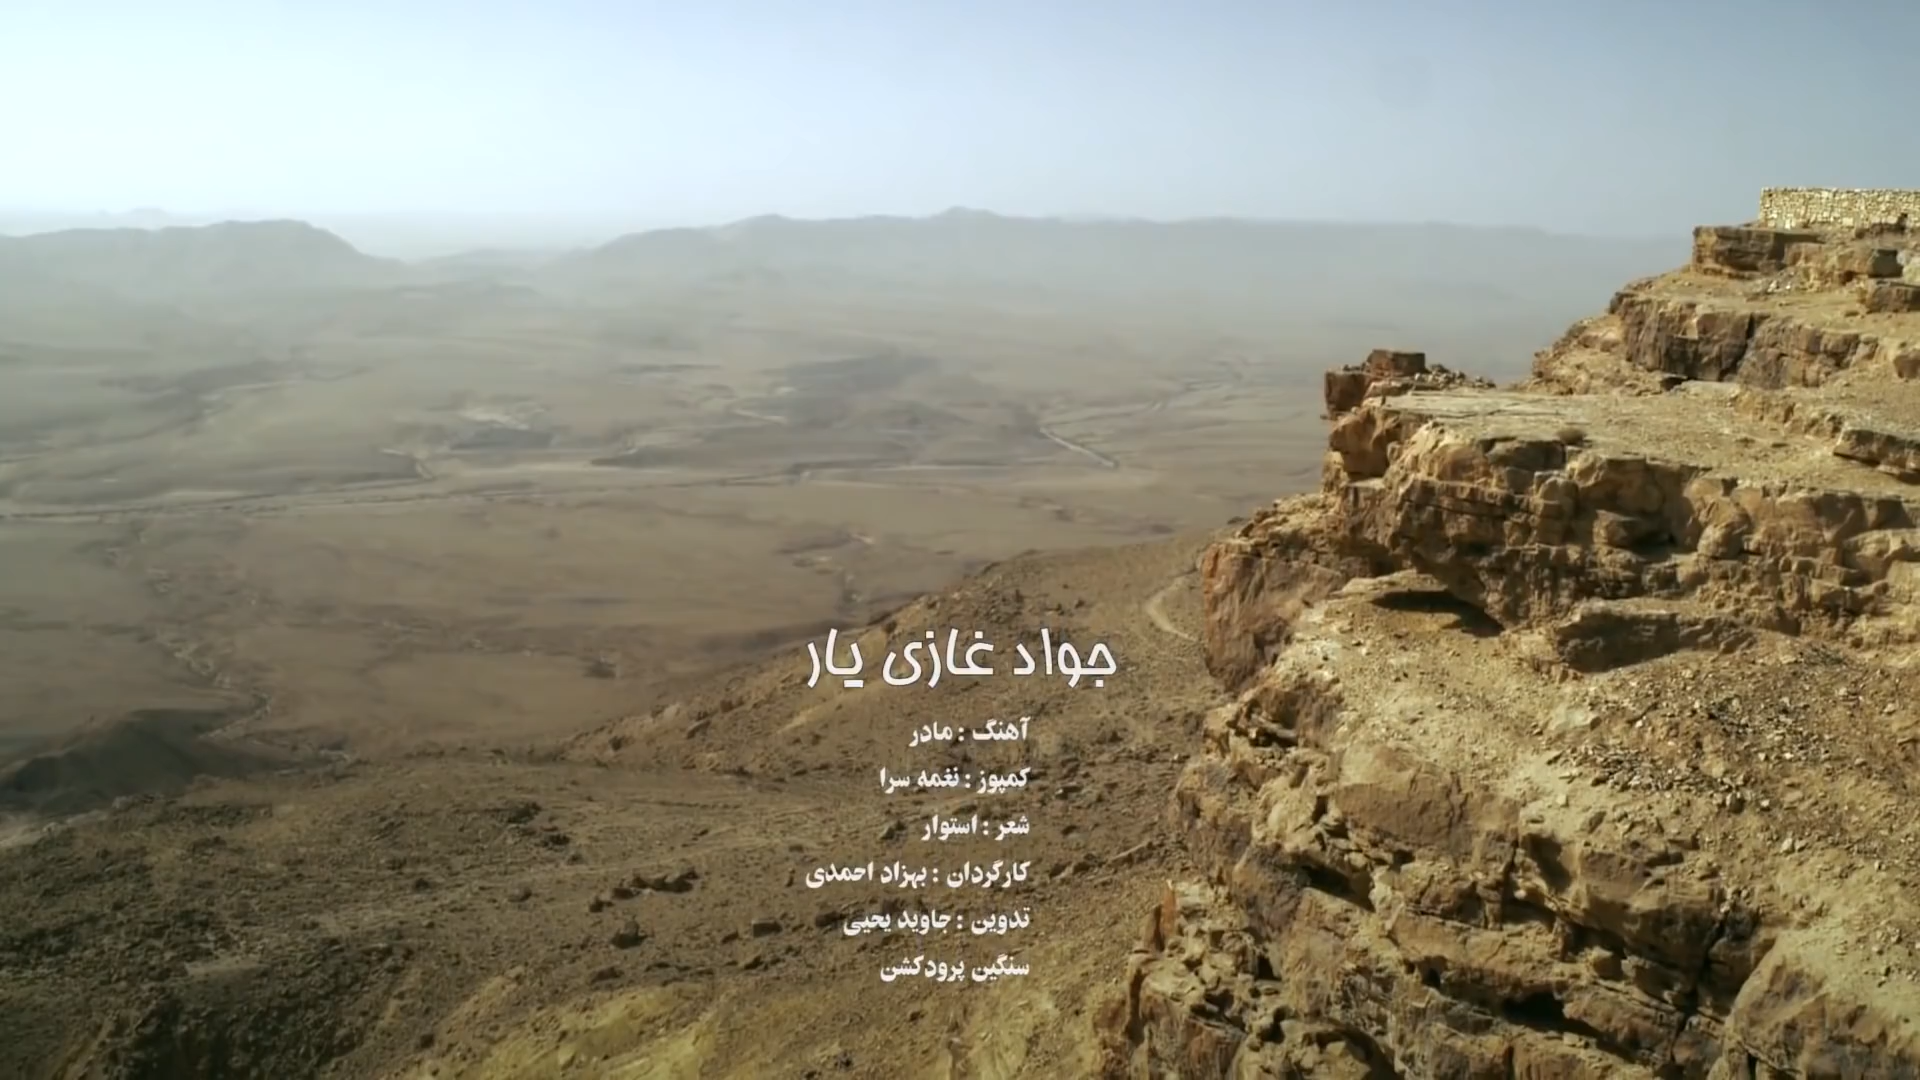 جواد غازی یار
آهنگ : مادر
کمپوز : نغمه سرا
شعر : استوار
کارگردان : بهزاد احمدی
تدوین : جاوید یحیی
سنگین پرودکشن